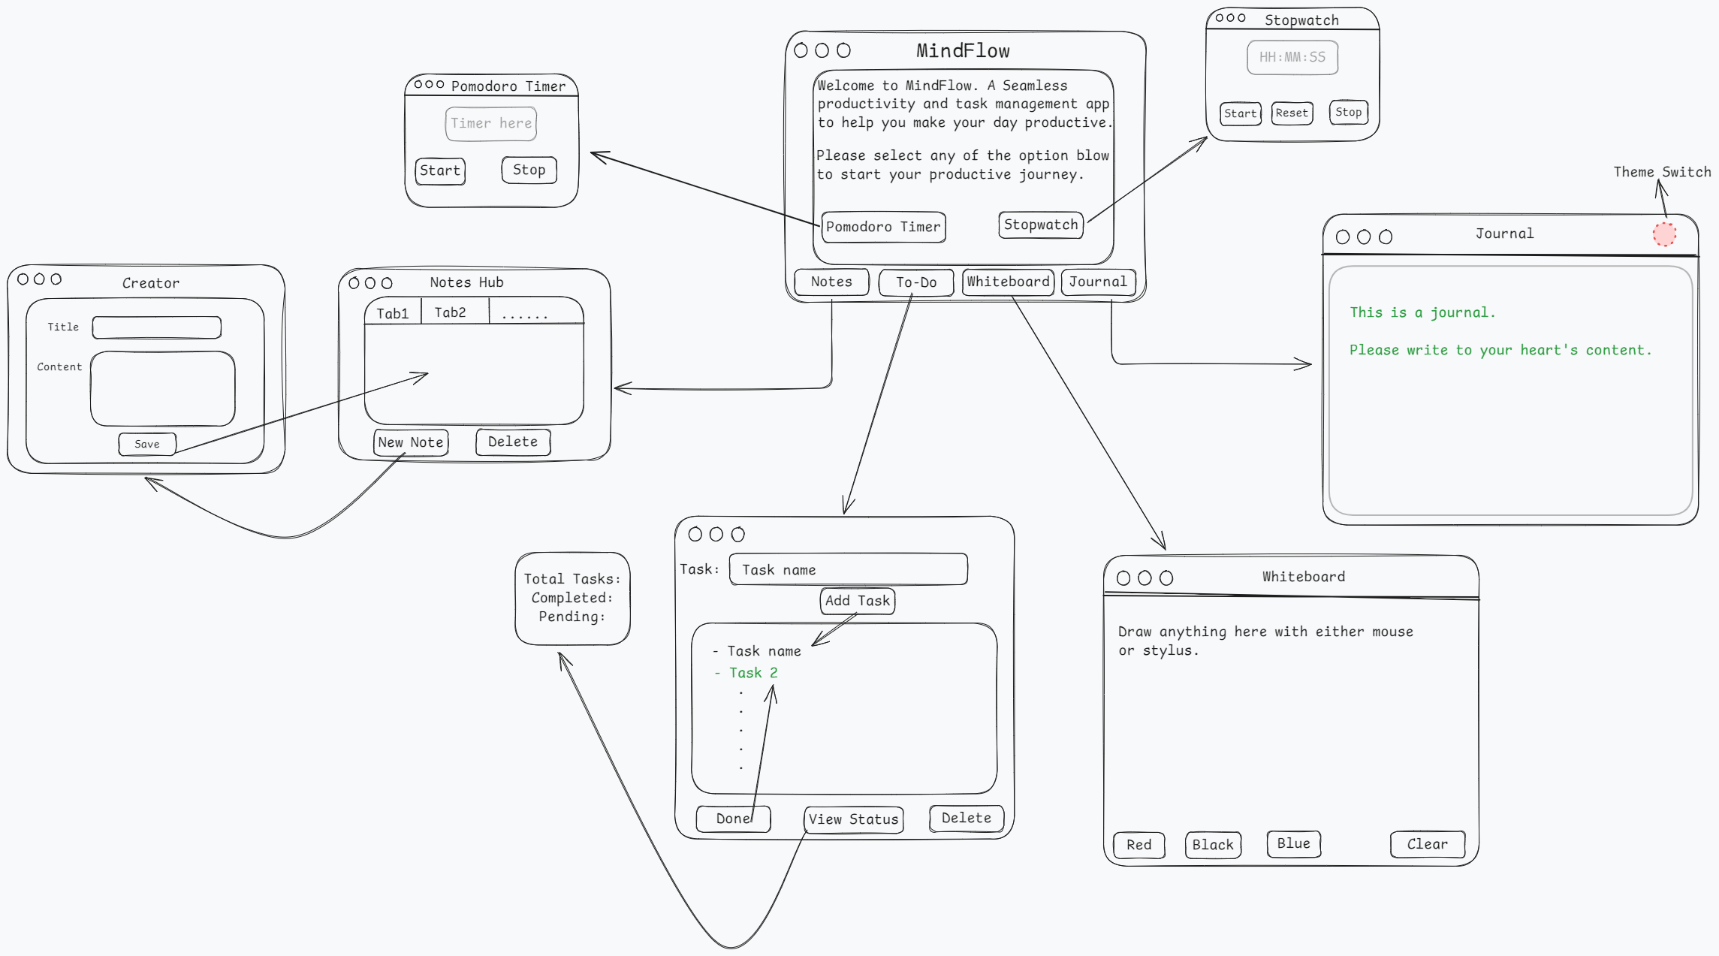 MindFlow
Welcome to MindFlow. A Seamless
productivity and task management app
to help you make your day productive.
Please select any of the option blow
to start your productive journey.
Pomodoro Timer
Stopwatch
Notes
To-Do
Whiteboard
Journal
Pomodoro Timer
Timer here
Start
Stop
Stopwatch
HH:MM:SS
Start
Reset
Stop
Theme Switch
Journal
This is a journal.
Please write to your heart's content.
Creator
Title
Content
Save
Notes Hub
Tab1
Tab2
......
New Note
Delete
Total Tasks:
Completed:
Pending:
Task:
Task name
Add Task
- Task name
- Task 2
.
.
.
.
.
Done
View Status
Delete
Whiteboard
Draw anything here with either mouse
or stylus.
Red
Black
Blue
Clear